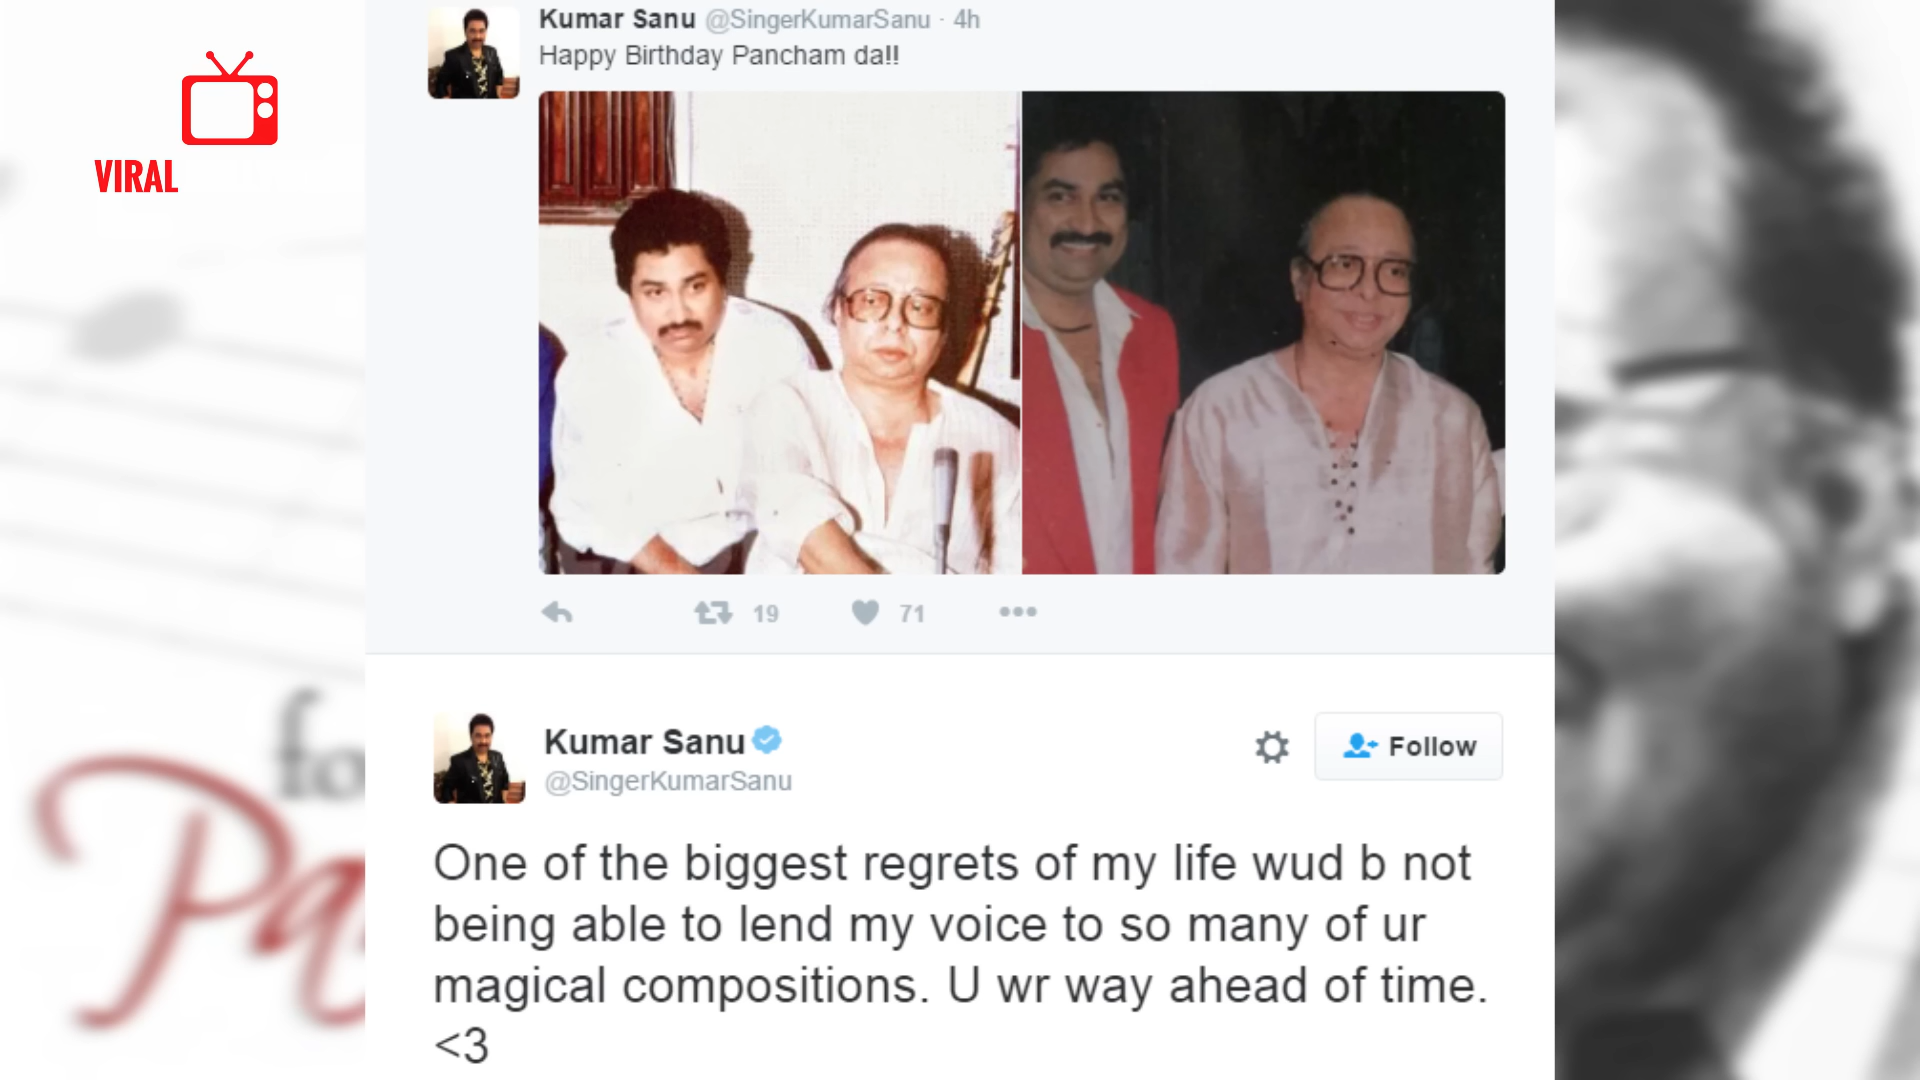 VIRAL
Kumar Sanu @SingerKumarSanu · 4h
Happy Birthday Pancham da!!
19 71
Kumar Sanu
@SingerKumarSanu
Follow
One of the biggest regrets of my life wud b not
being able to lend my voice to so many of ur
magical compositions. U wr way ahead of time.
<3
fo
Pa